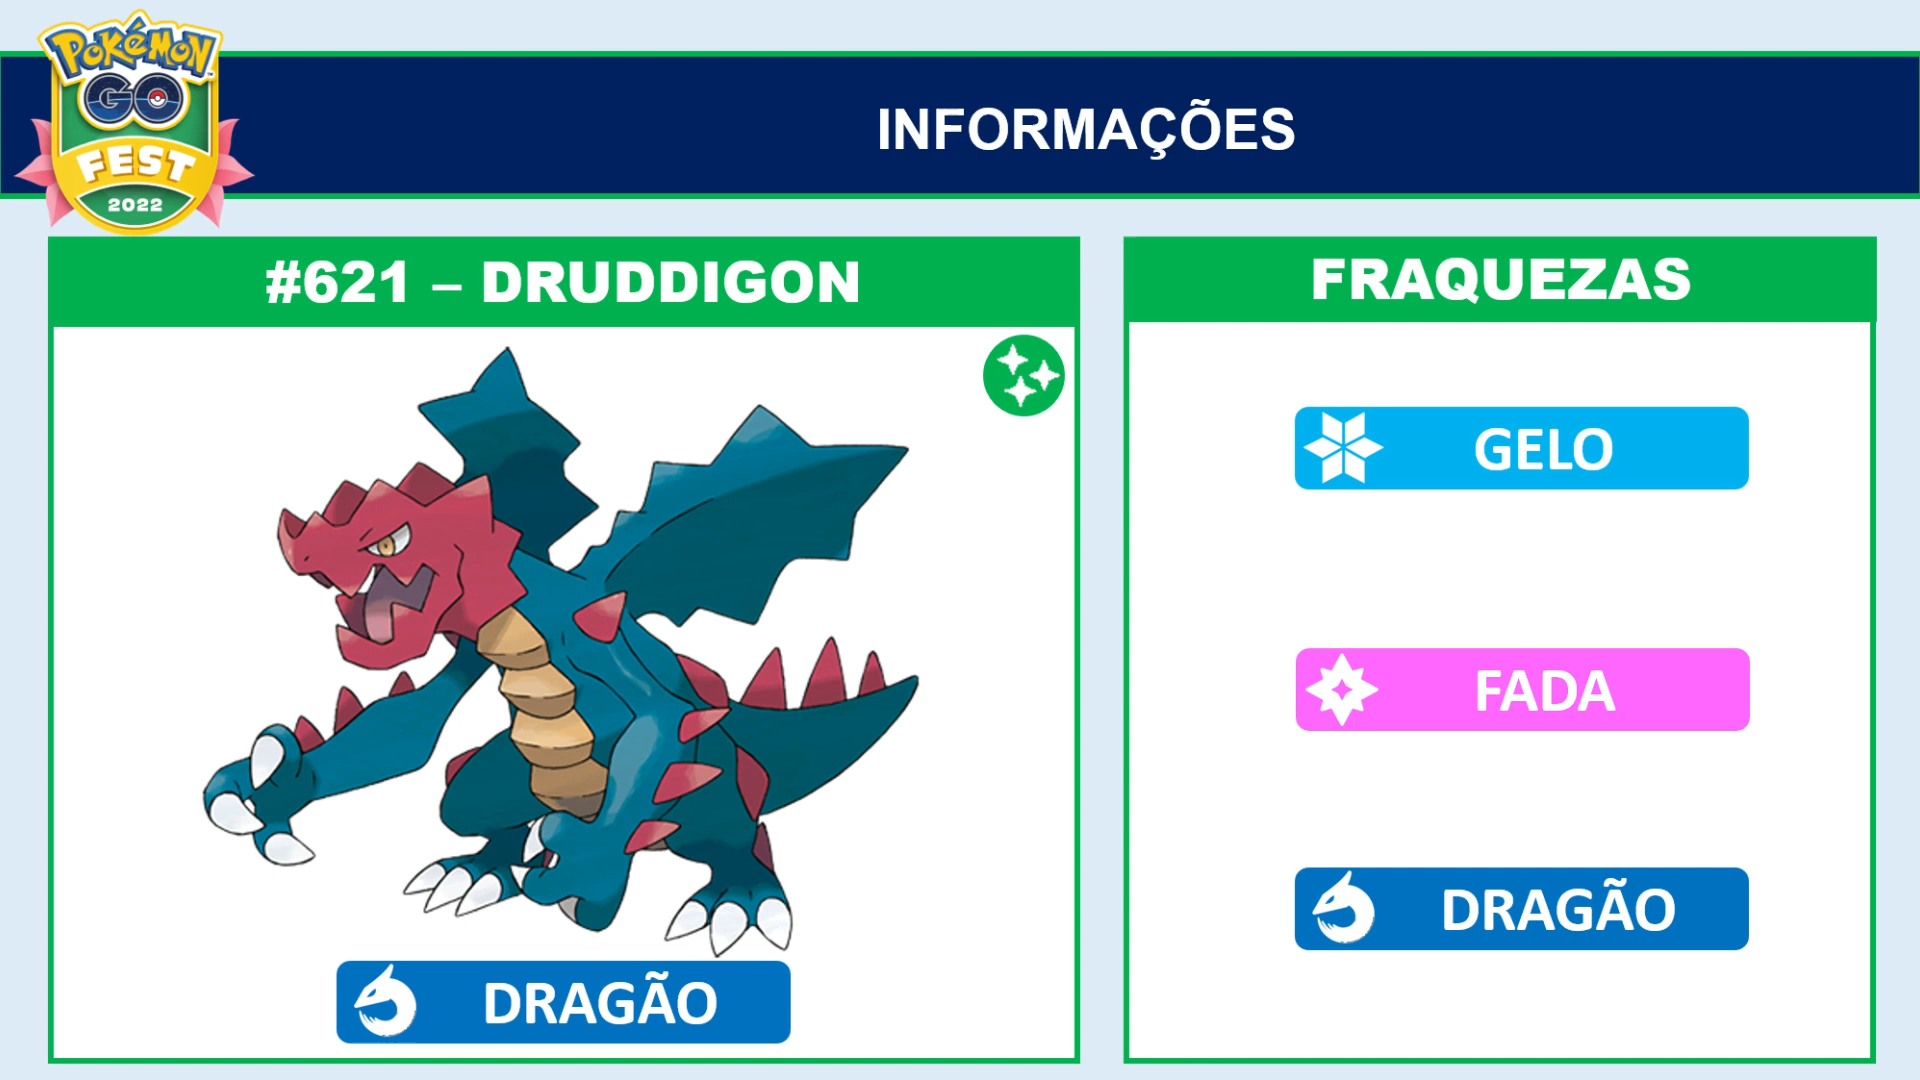 POKÉMON
GO
FEST
2022
INFORMAÇÕES
#621 – DRUDDIGON
DRAGÃO
FRAQUEZAS
GELO
FADA
DRAGÃO